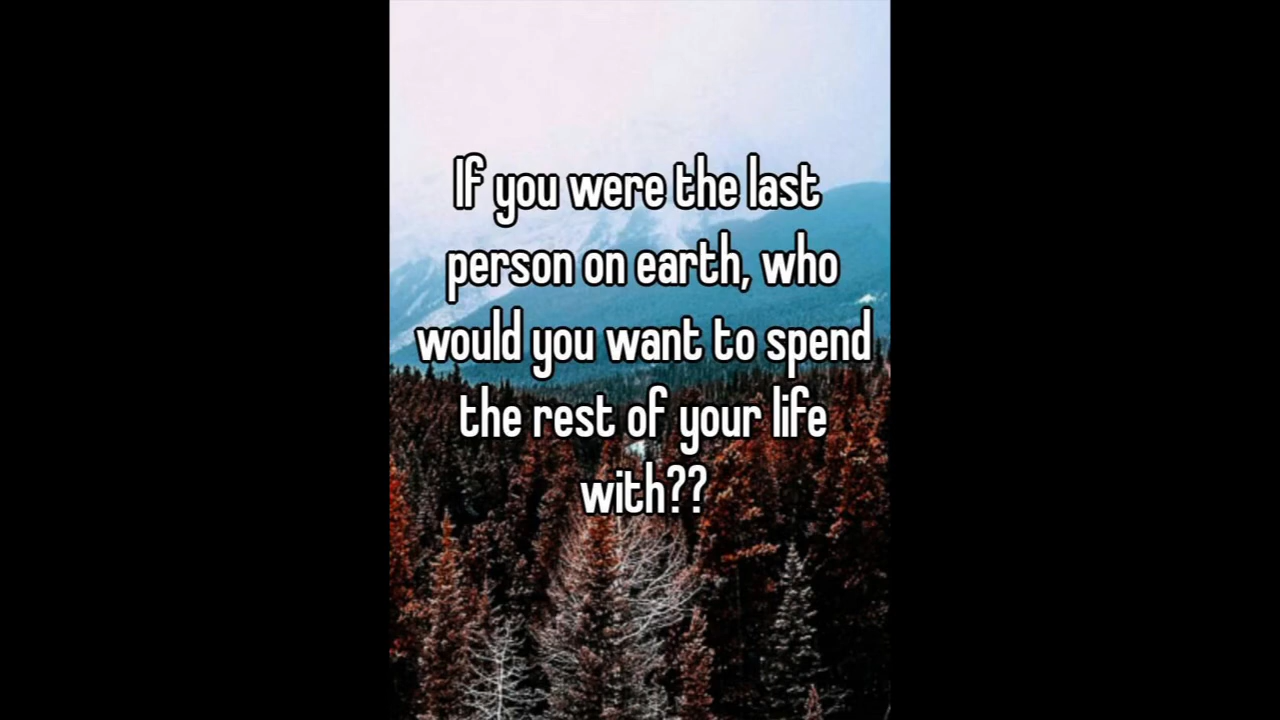 If you were the last
person on earth, who
would you want to spend
the rest of your life
with??